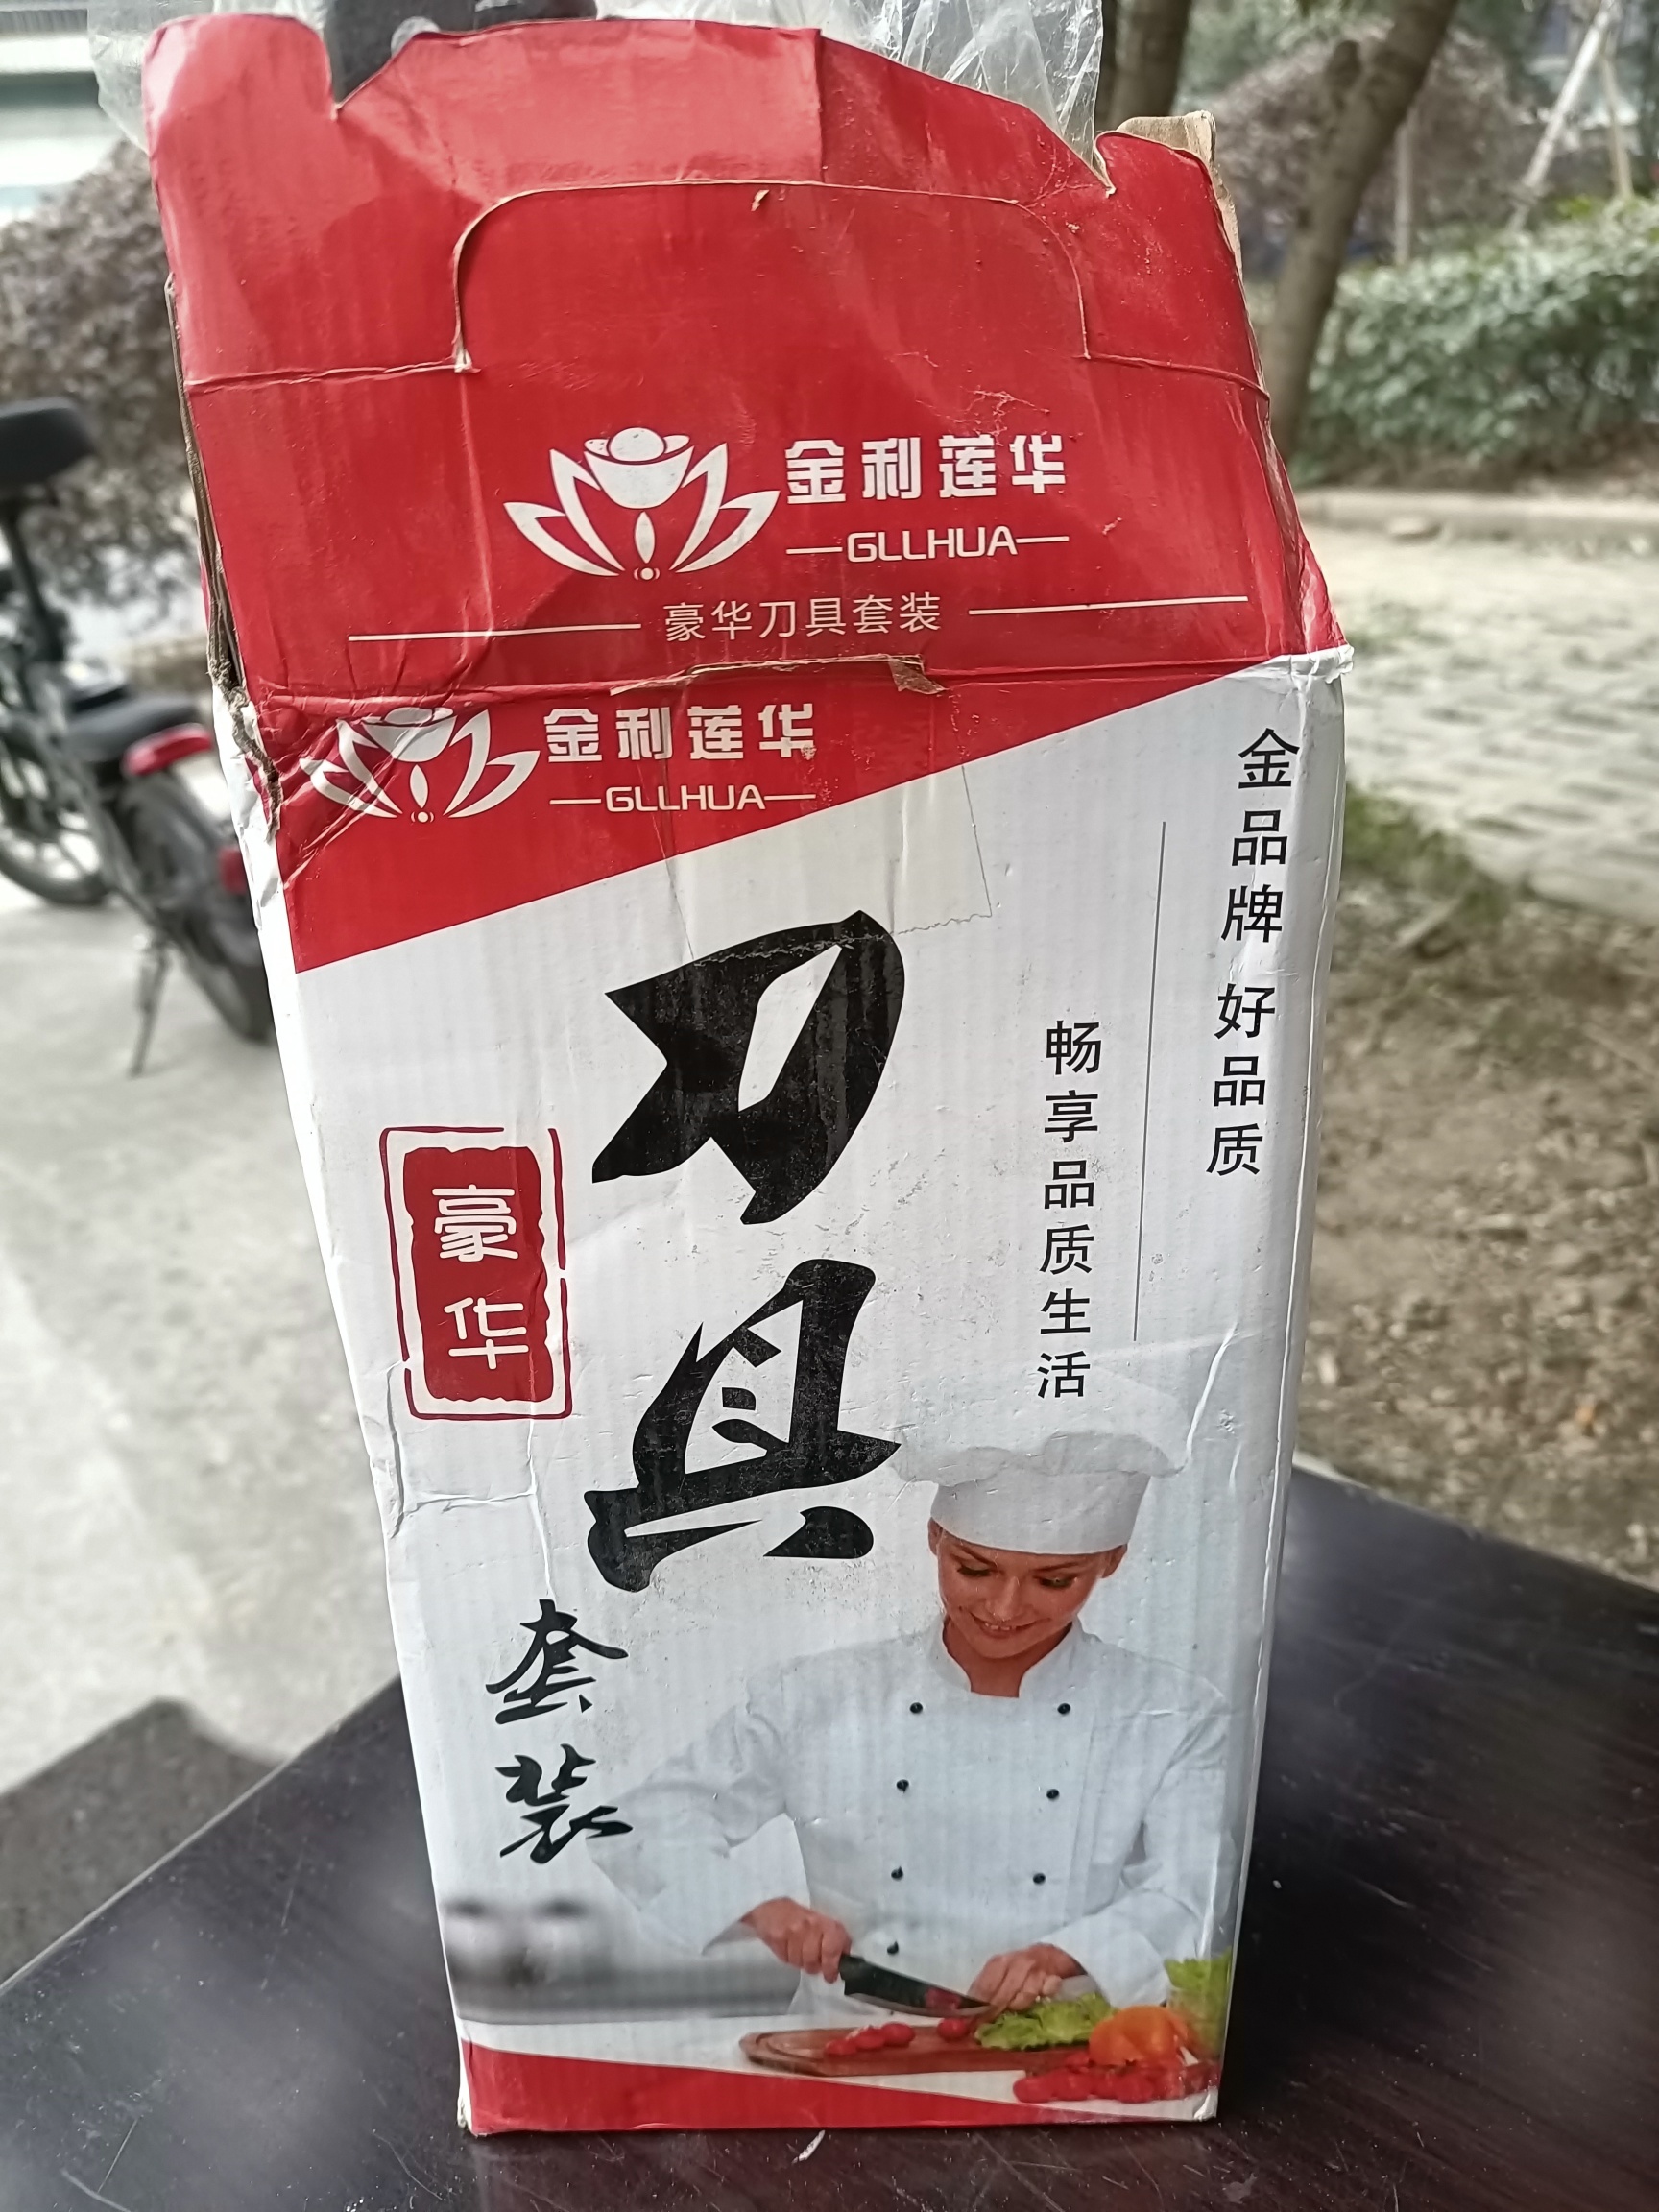 金利莲华
GLLHUA
豪华刀具套装
金利莲华
GLLHUA
金品牌 好品质
畅享品质生活
刀具
豪华
套装